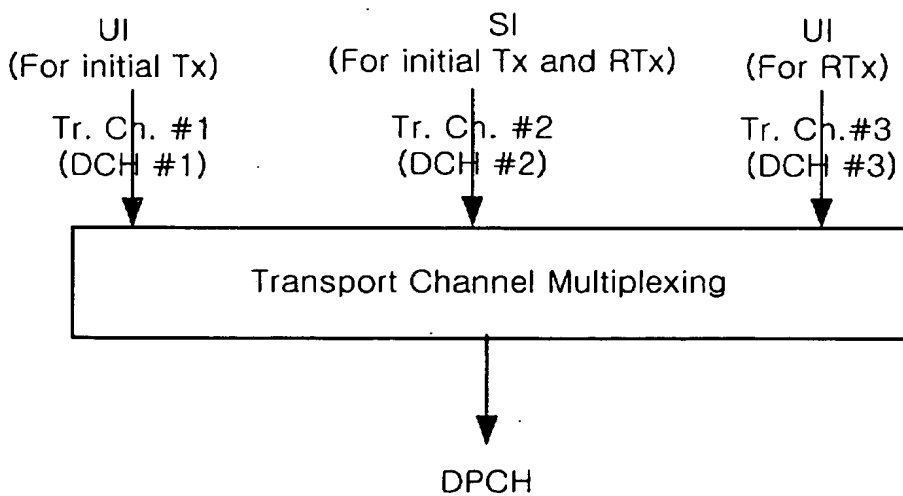 UI
(For initial Tx)
SI
(For initial Tx and RTx)
UI
(For RTx)
Tr. Ch. #1
(DCH #1)
Tr. Ch. #2
(DCH #2)
Tr. Ch.#3
(DCH #3)
Transport Channel Multiplexing
DPCH